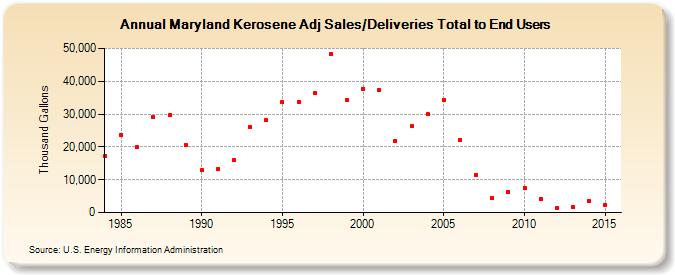 Annual Maryland Kerosene Adj Sales/Deliveries Total to End Users
Thousand Gallons
50,000
40,000
30,000
20,000
10,000
0
1985 1990 1995 2000 2005 2010 2015
Source: U.S. Energy Information Administration